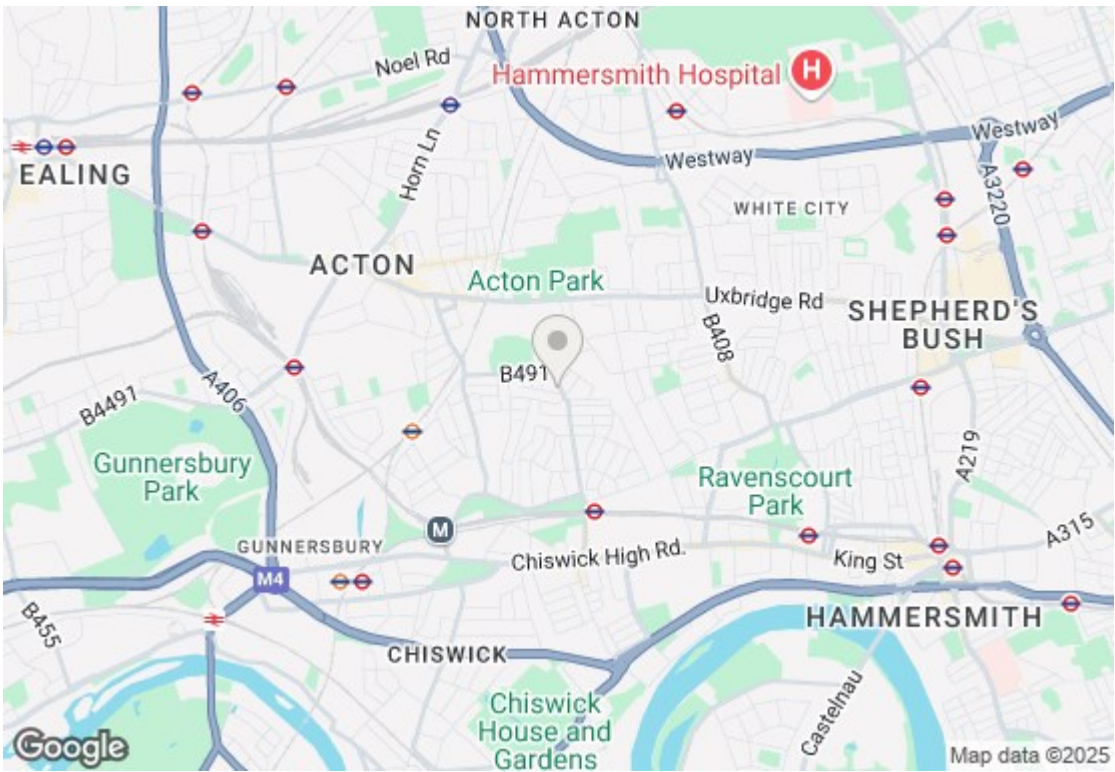 NORTH ACTON
Noel Rd
Hammersmith Hospital
H
Westway
Westway
EALING
Horn Ln
A3220
WHITE CITY
ACTON
Acton Park
Uxbridge Rd
SHEPHERD'S
BUSH
B408
B491
A406
B4491
A219
Gunnersbury
Park
Ravenscourt
Park
M
A315
GUNNERSBURY
Chiswick High Rd.
King St
M4
B455
HAMMERSMITH
CHISWICK
Castelnau
Chiswick
House and
Gardens
Google
Map data ©2025